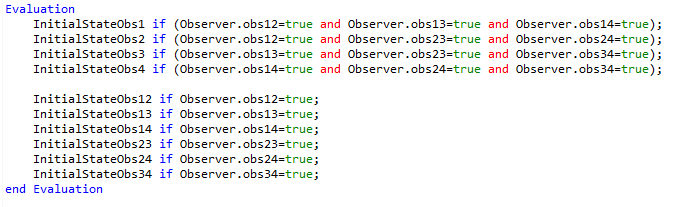 Evaluation
InitialStateObs1 if (Observer.obs12=true and Observer.obs13=true and Observer.obs14=true);
InitialStateObs2 if (Observer.obs12=true and Observer.obs23=true and Observer.obs24=true);
InitialStateObs3 if (Observer.obs13=true and Observer.obs23=true and Observer.obs34=true);
InitialStateObs4 if (Observer.obs14=true and Observer.obs24=true and Observer.obs34=true);
InitialStateObs12 if Observer.obs12=true;
InitialStateObs13 if Observer.obs13=true;
InitialStateObs14 if Observer.obs14=true;
InitialStateObs23 if Observer.obs23=true;
InitialStateObs24 if Observer.obs24=true;
InitialStateObs34 if Observer.obs34=true;
end Evaluation